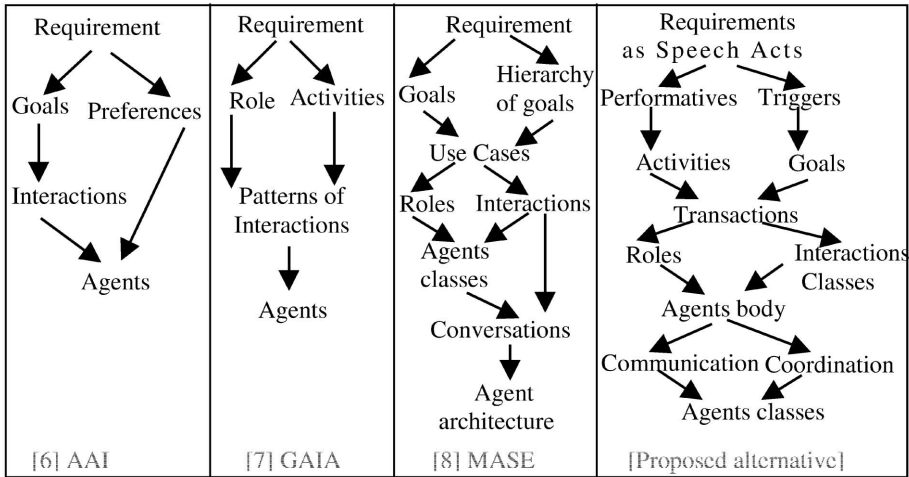 Requirement
Goals
Preferences
Interactions
Agents
[6] AAI
Requirement
Role
Activities
Patterns of
Interactions
Agents
[7] GAIA
Requirement
Goals
Hierarchy
of goals
Use Cases
Roles
Interactions
Agents
classes
Conversations
Agent
architecture
[8] MASE
Requirements
as Speech Acts
Performatives
Triggers
Activities
Goals
Transactions
Roles
Interactions
Classes
Agents body
Communication
Coordination
Agents classes
[Proposed alternative]